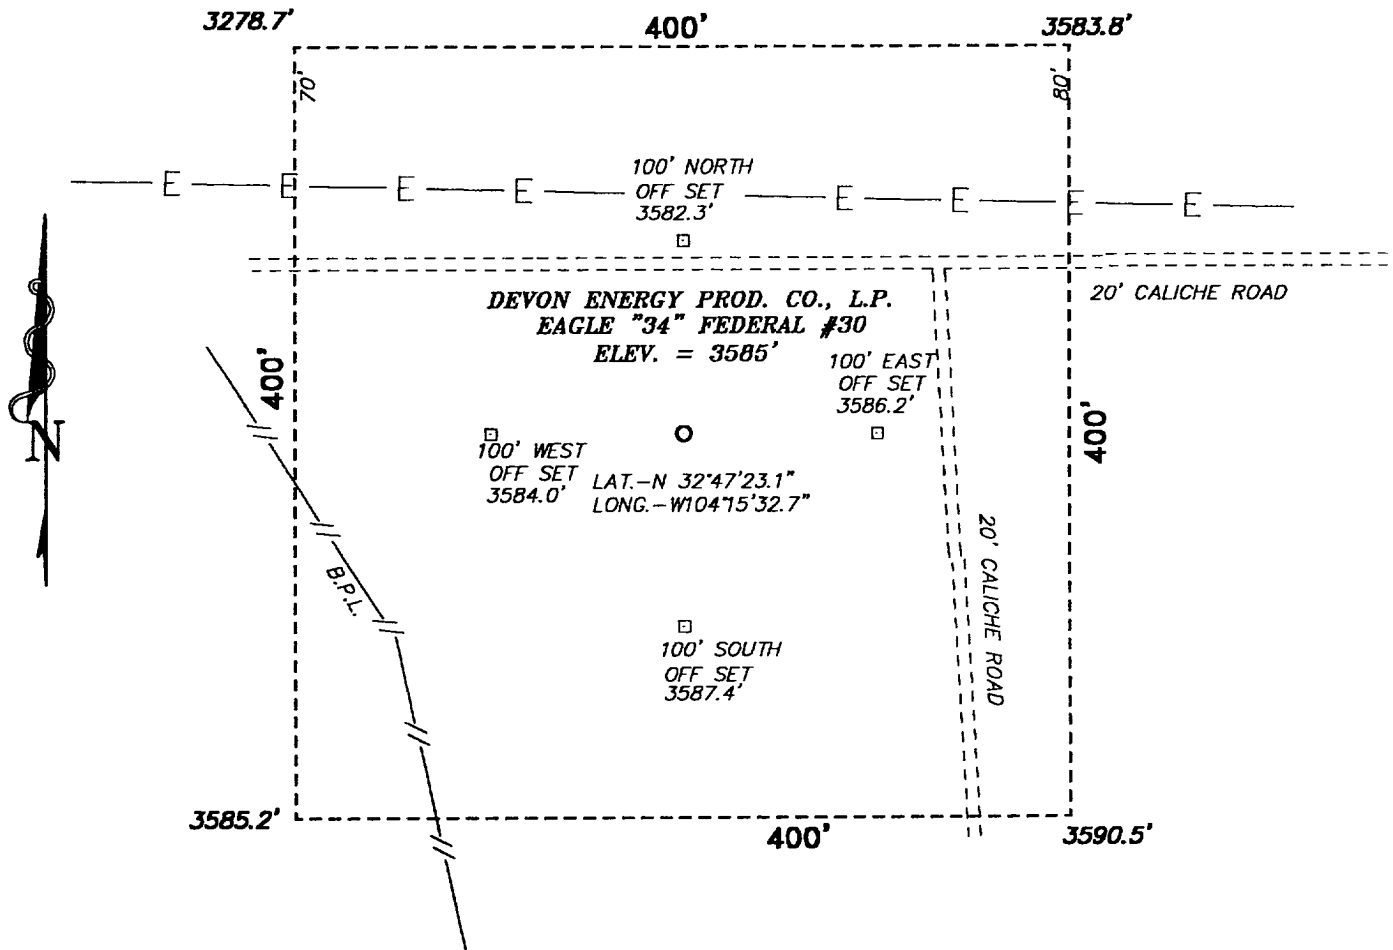 3278.7'
400'
3583.8'
70'
80'
100' NORTH
OFF SET
3582.3'
E E E E E E E E
20' CALICHE ROAD
DEVON ENERGY PROD. CO., L.P.
EAGLE "34" FEDERAL #30
ELEV. = 3585'
100' EAST
OFF SET
3586.2'
400'
400'
N
100' WEST
OFF SET
3584.0'
LAT.-N 32°47'23.1"
LONG.-W104°15'32.7"
20' CALICHE ROAD
B.P.L.
100' SOUTH
OFF SET
3587.4'
3585.2'
400'
3590.5'